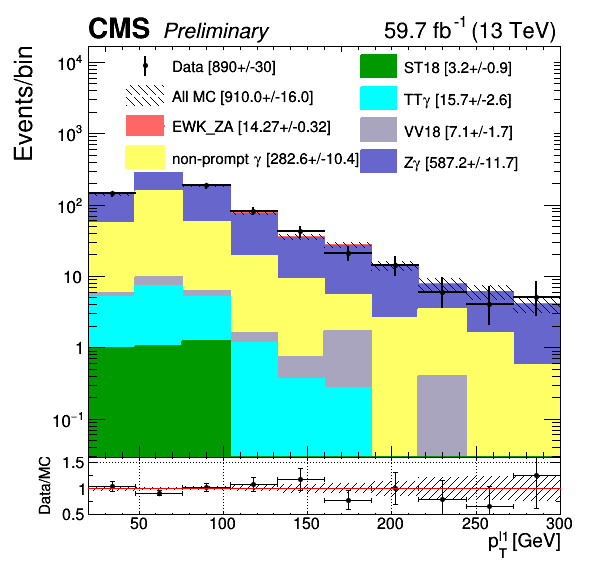 CMS Preliminary 59.7 fb⁻¹ (13 TeV)
Events/bin
10⁴
10³
10²
10
1
10⁻¹
Data [890+/-30]
All MC [910.0+/-16.0]
EWK_ZA [14.27+/-0.32]
non-prompt γ [282.6+/-10.4]
ST18 [3.2+/-0.9]
TTγ [15.7+/-2.6]
VV18 [7.1+/-1.7]
Zγ [587.2+/-11.7]
Data/MC
1.5
1
0.5
50 100 150 200 250 300
p_T^l1 [GeV]